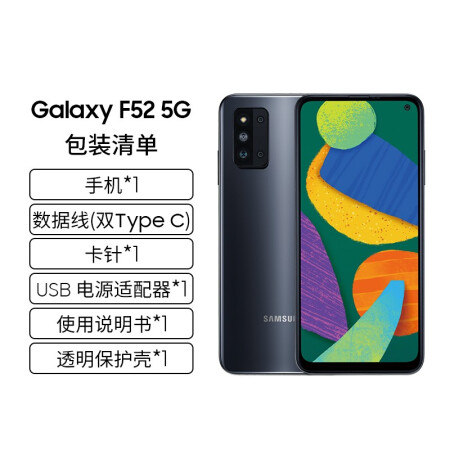 Galaxy F52 5G
包装清单
手机*1
数据线(双Type C)
卡针*1
USB 电源适配器*1
使用说明书*1
透明保护壳*1
SAMSU